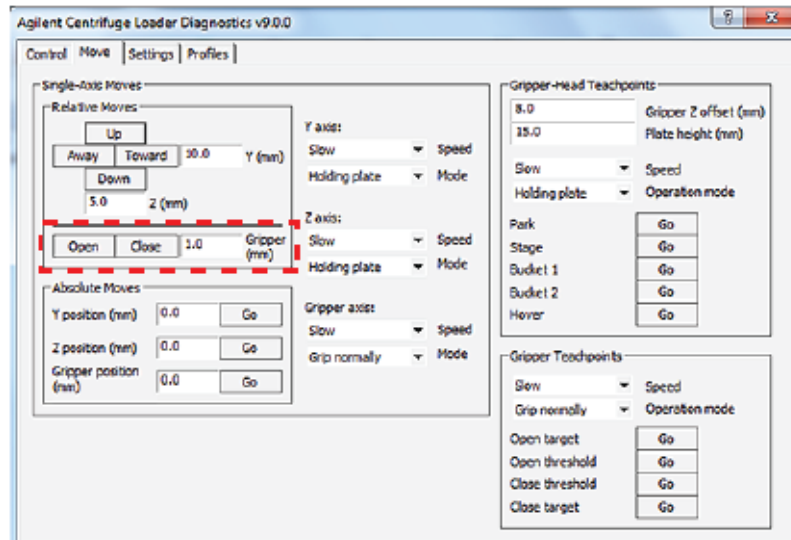 Agilent Centrifuge Loader Diagnostics v9.0.0
Control Move Settings Profiles
Single-Axis Moves
Relative Moves
Up
Away Toward 10.0 Y (mm)
Down
5.0 Z (mm)
Open Close 1.0 Gripper (mm)
Absolute Moves
Y position (mm) 0.0 Go
Z position (mm) 0.0 Go
Gripper position (mm) 0.0 Go
Y axis:
Slow Speed
Holding plate Mode
Z axis:
Slow Speed
Holding plate Mode
Gripper axis:
Slow Speed
Grip normally Mode
Gripper-Head Teachpoints
8.0 Gripper Z offset (mm)
15.0 Plate height (mm)
Slow Speed
Holding plate Operation mode
Park Go
Stage Go
Bucket 1 Go
Bucket 2 Go
Hover Go
Gripper Teachpoints
Slow Speed
Grip normally Operation mode
Open target Go
Open threshold Go
Close threshold Go
Close target Go